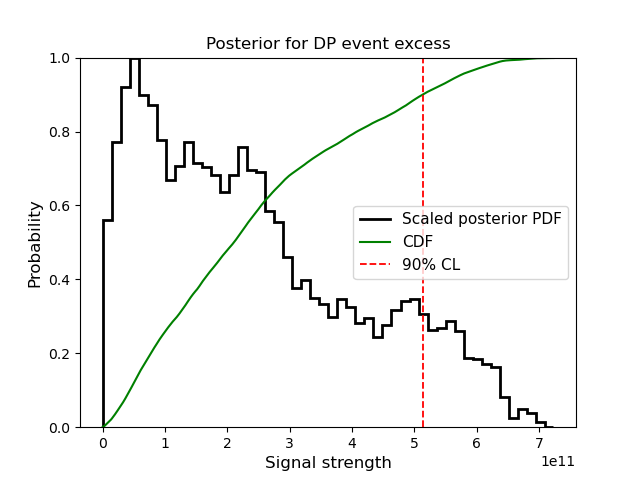 Posterior for DP event excess
Probability
1.0
0.8
0.6
0.4
0.2
0.0
Scaled posterior PDF
CDF
90% CL
0 1 2 3 4 5 6 7
1e11
Signal strength